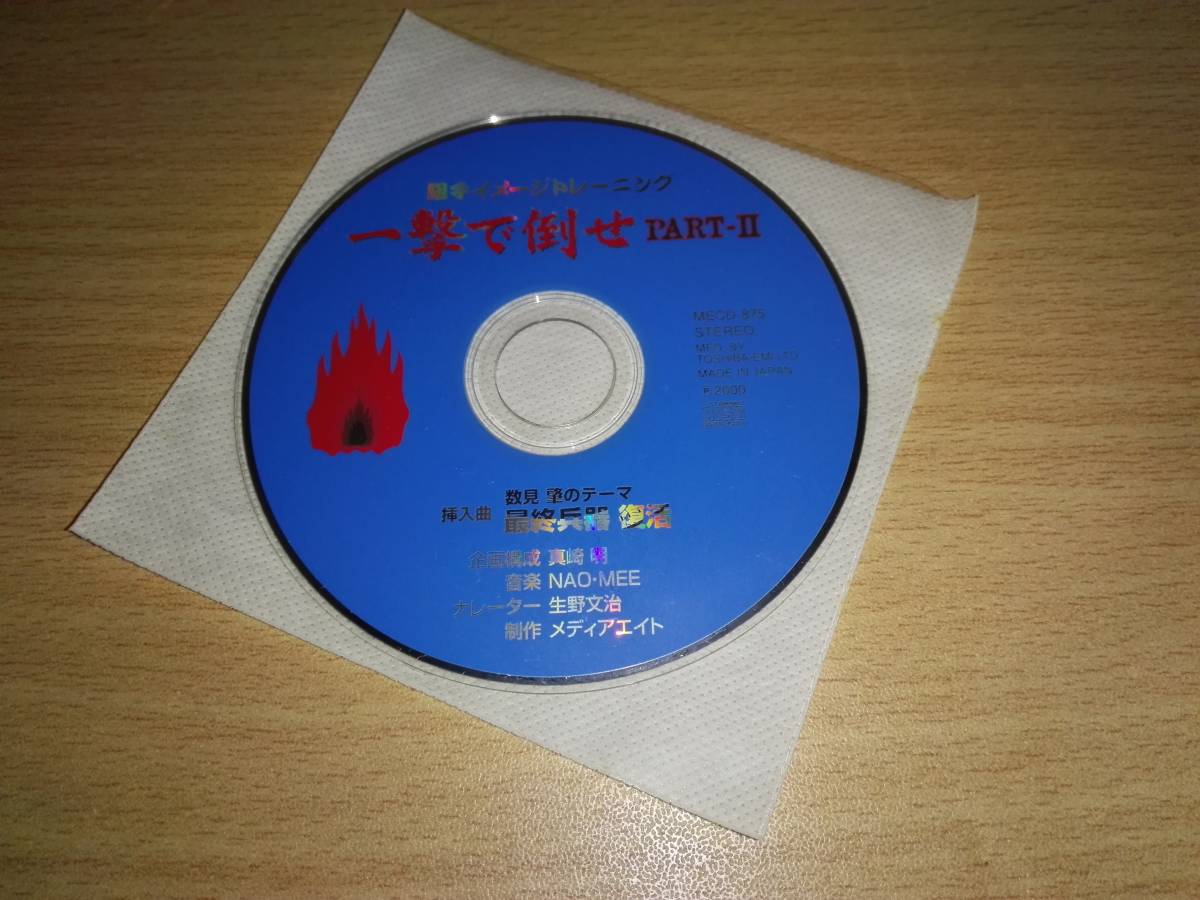 組手イメージトレーニング
一撃で倒せ PART-II
MECD-875
STEREO
MFG. BY
TOSHIBA-EMI LTD
MADE IN JAPAN
℗2000
数見 肇のテーマ
挿入曲 最終兵器 復活
企画構成 真崎 明
音楽 NAO・MEE
ナレーター 生野文治
制作 メディアエイト